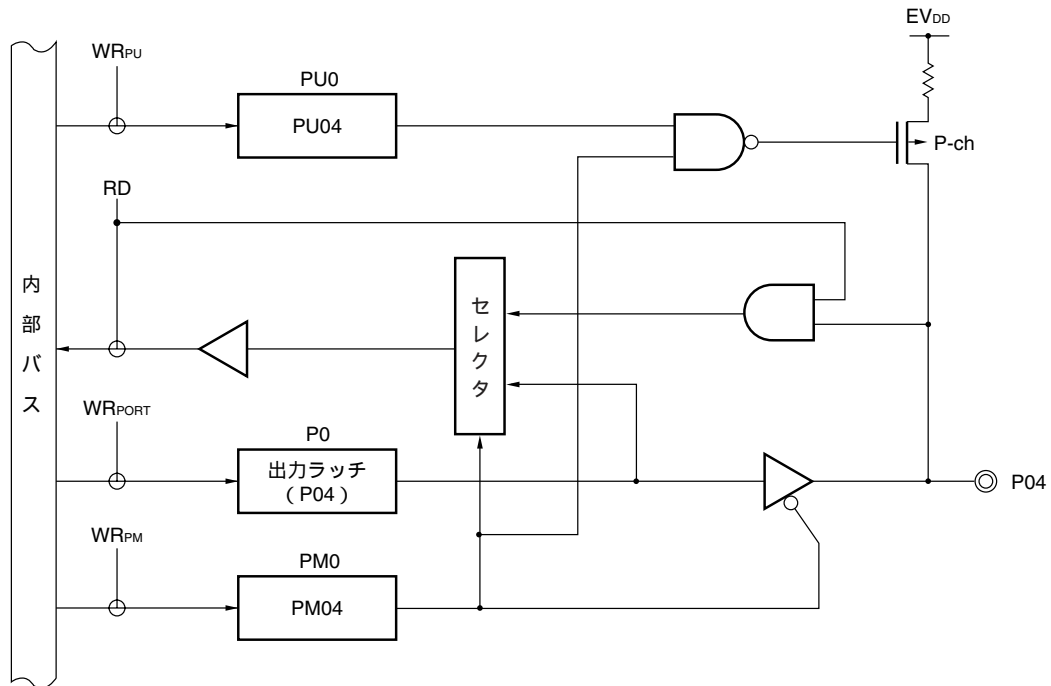 EVDD
WRPU
PU0
PU04
P-ch
RD
内部バス
セレクタ
WRPORT
P0
出力ラッチ
(P04)
P04
WRPM
PM0
PM04